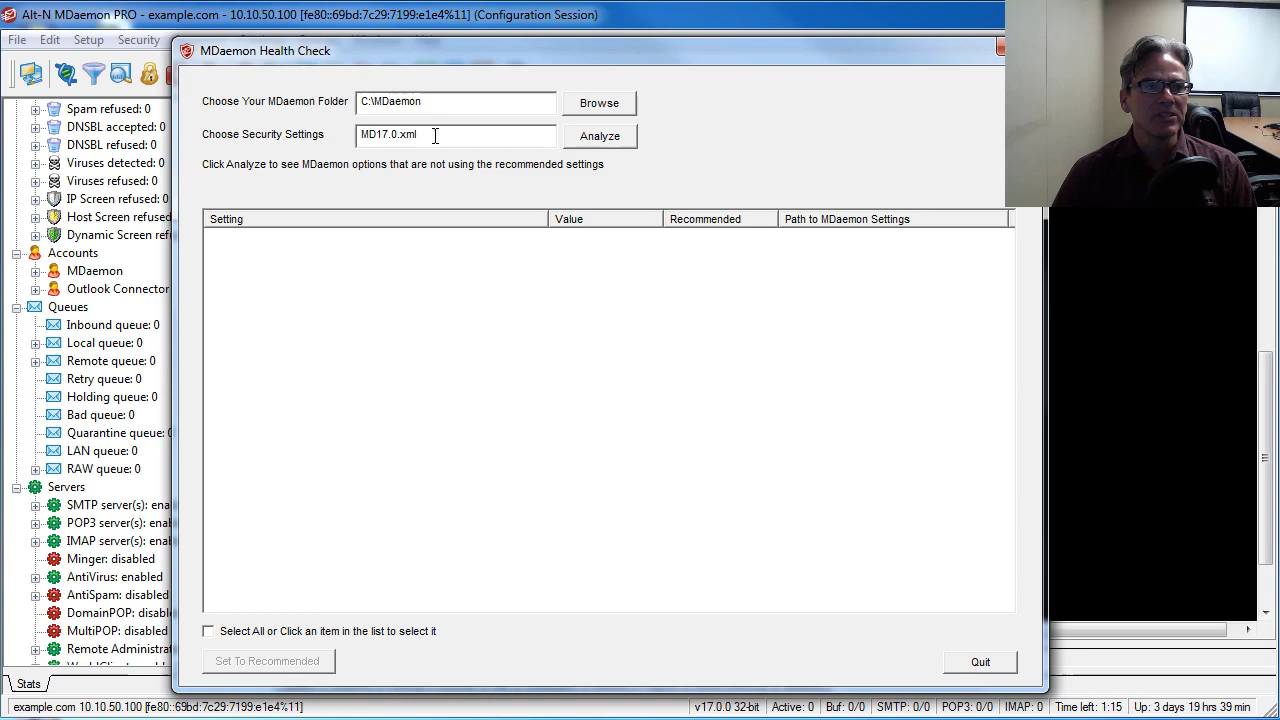 Alt-N MDaemon PRO - example.com - 10.10.50.100 [fe80::69bd:7c29:7199:e1e4%11] (Configuration Session)
File Edit Setup Security
MDaemon Health Check
Choose Your MDaemon Folder C:\MDaemon Browse
Choose Security Settings MD17.0.xml Analyze
Click Analyze to see MDaemon options that are not using the recommended settings
Setting Value Recommended Path to MDaemon Settings
Spam refused: 0
DNSBL accepted: 0
DNSBL refused: 0
Viruses detected: 0
Viruses refused: 0
IP Screen refused:
Host Screen refused
Dynamic Screen ref
Accounts
MDaemon
Outlook Connector
Queues
Inbound queue: 0
Local queue: 0
Remote queue: 0
Retry queue: 0
Holding queue: 0
Bad queue: 0
Quarantine queue: 0
LAN queue: 0
RAW queue: 0
Servers
SMTP server(s): ena
POP3 server(s): ena
IMAP server(s): ena
Minger: disabled
AntiVirus: enabled
AntiSpam: disabled
DomainPOP: disabl
MultiPOP: disabled
Remote Administra
Select All or Click an item in the list to select it
Set To Recommended Quit
Stats
example.com 10.10.50.100 [fe80::69bd:7c29:7199:e1e4%11] v17.0.0 32-bit Active: 0 Buf: 0/0 SMTP: 0/0 POP3: 0/0 IMAP: 0 Time left: 1:15 Up: 3 days 19 hrs 39 min